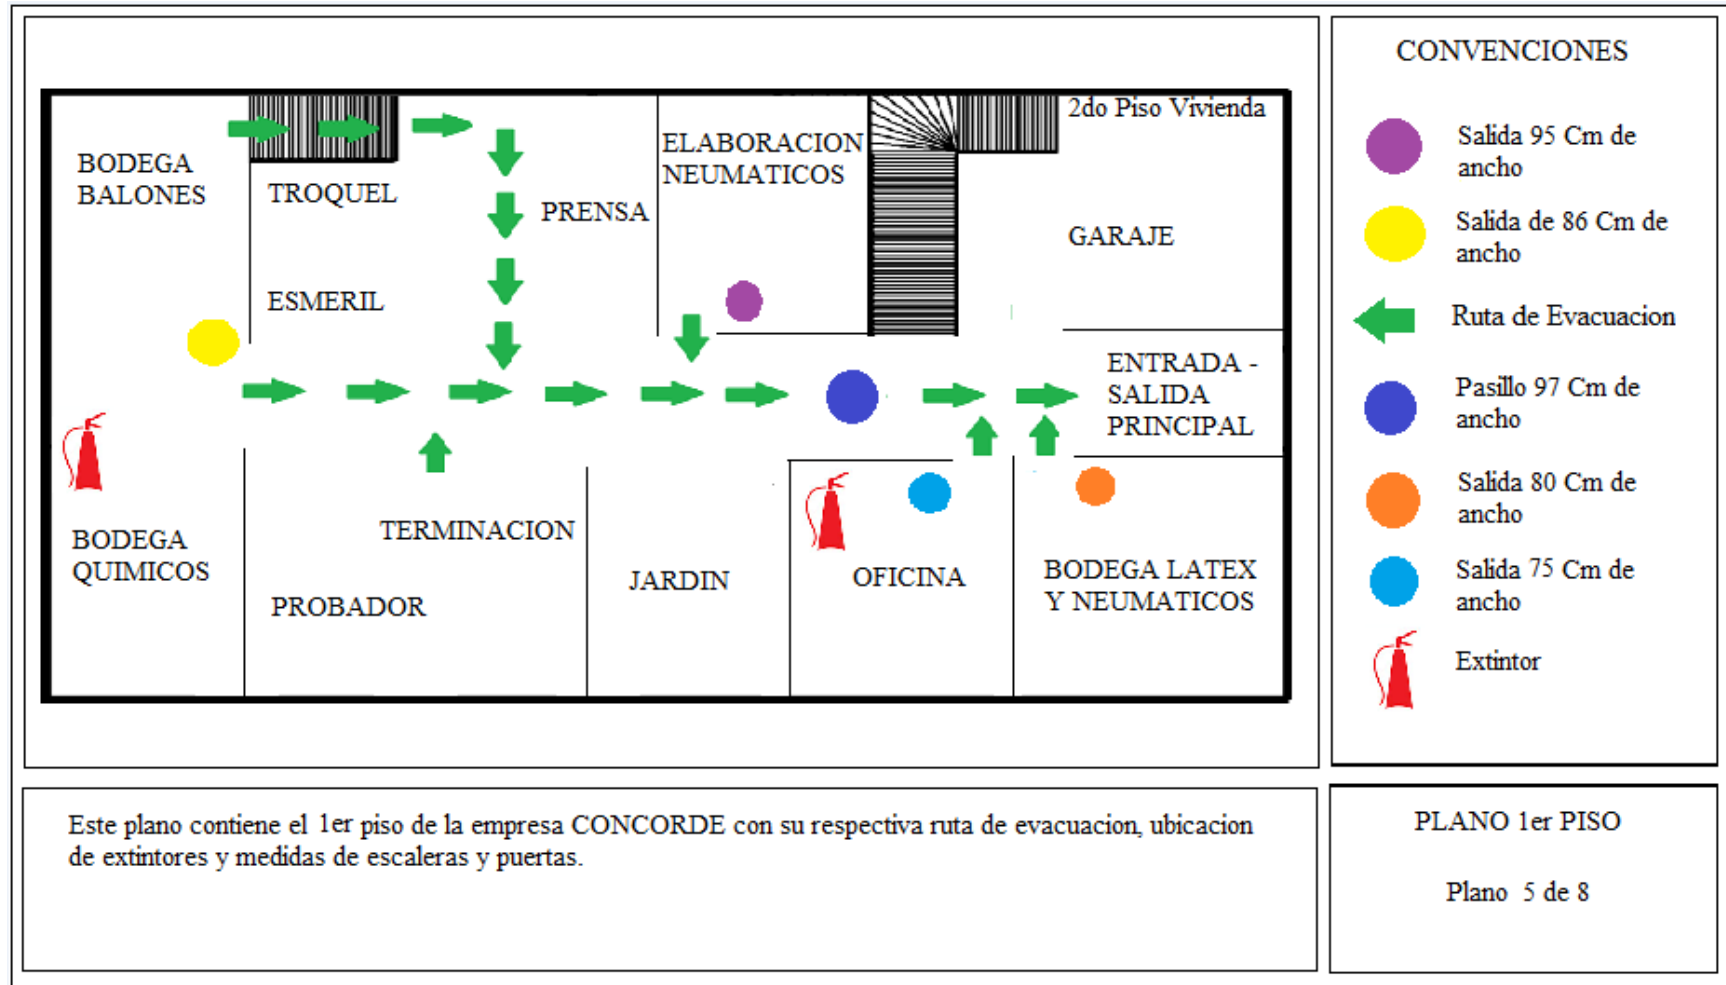 BODEGA
BALONES
TROQUEL
ESMERIL
PRENSA
ELABORACION
NEUMATICOS
2do Piso Vivienda
GARAJE
ENTRADA -
SALIDA
PRINCIPAL
BODEGA
QUIMICOS
TERMINACION
PROBADOR
JARDIN
OFICINA
BODEGA LATEX
Y NEUMATICOS
CONVENCIONES
Salida 95 Cm de
ancho
Salida de 86 Cm de
ancho
Ruta de Evacuacion
Pasillo 97 Cm de
ancho
Salida 80 Cm de
ancho
Salida 75 Cm de
ancho
Extintor
Este plano contiene el 1er piso de la empresa CONCORDE con su respectiva ruta de evacuacion, ubicacion
de extintores y medidas de escaleras y puertas.
PLANO 1er PISO
Plano 5 de 8